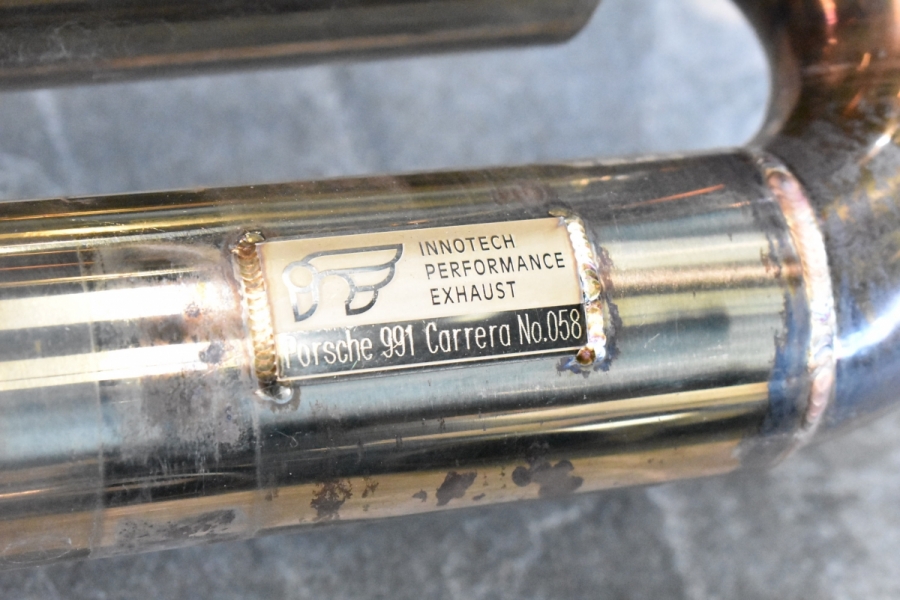 INNOTECH
PERFORMANCE
EXHAUST
Porsche 991 Carrera No.058